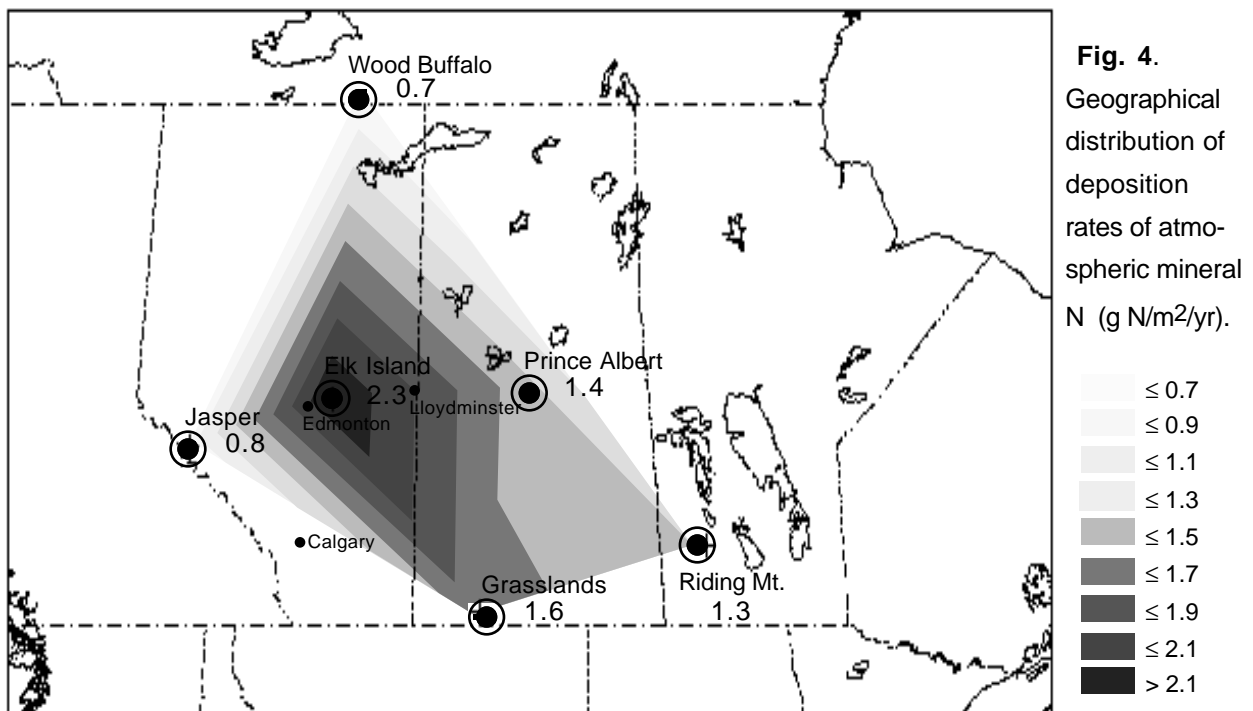 Wood Buffalo
0.7
Elk Island
2.3
Edmonton
Lloydminster
Prince Albert
1.4
Jasper
0.8
Calgary
Grasslands
1.6
Riding Mt.
1.3
Fig. 4.
Geographical
distribution of
deposition
rates of atmo-
spheric mineral
N (g N/m2/yr).
≤ 0.7
≤ 0.9
≤ 1.1
≤ 1.3
≤ 1.5
≤ 1.7
≤ 1.9
≤ 2.1
> 2.1